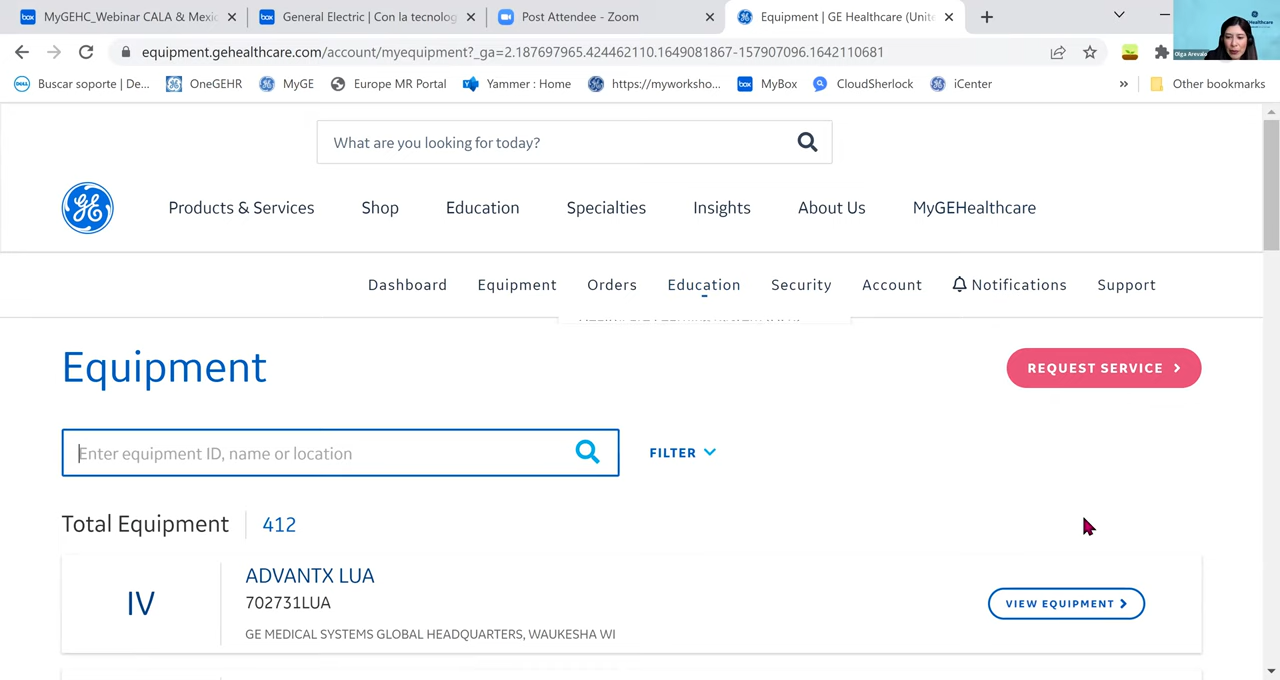 MyGEHC_Webinar CALA & Mexic
General Electric | Con la tecnolog
Post Attendee - Zoom
Equipment | GE Healthcare (Unite
equipment.gehealthcare.com/account/myequipment?_ga=2.187697965.424462110.1649081867-157907096.1642110681
Olga Arevalo
Buscar soporte | De...
OneGEHR
MyGE
Europe MR Portal
Yammer : Home
https://myworksho...
MyBox
CloudSherlock
iCenter
»
Other bookmarks
What are you looking for today?
Products & Services
Shop
Education
Specialties
Insights
About Us
MyGEHealthcare
Dashboard
Equipment
Orders
Education
Security
Account
Notifications
Support
Equipment
REQUEST SERVICE
Enter equipment ID, name or location
FILTER
Total Equipment 412
IV
ADVANTX LUA
702731LUA
GE MEDICAL SYSTEMS GLOBAL HEADQUARTERS, WAUKESHA WI
VIEW EQUIPMENT